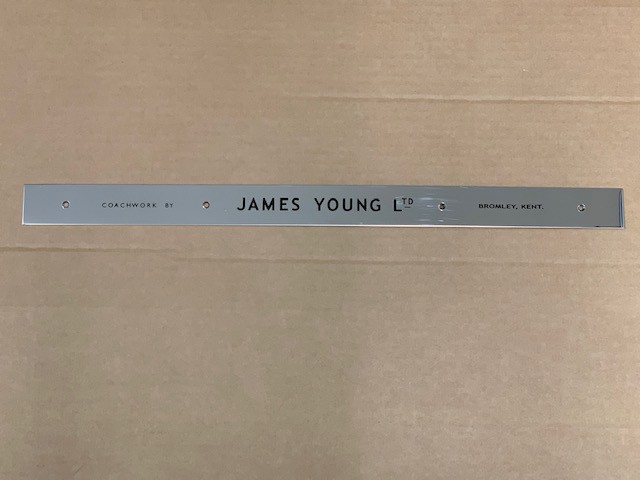 COACHWORK BY JAMES YOUNG LTD BROMLEY, KENT.